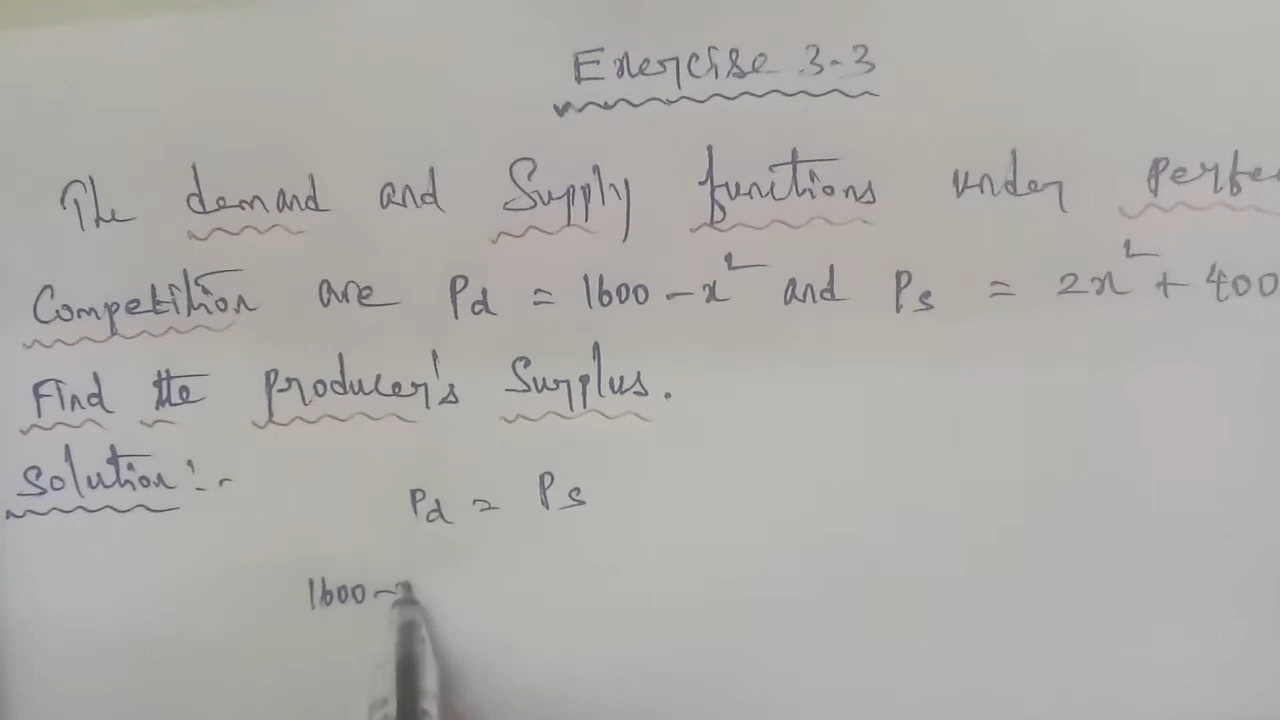 Exercise 3-3
The demand and Supply functions under Perfe
Competition are Pd = 1600 - x² and Ps = 2x² + 400
Find the Producer's Surplus.
Solution:-
Pd = Ps
1600 -